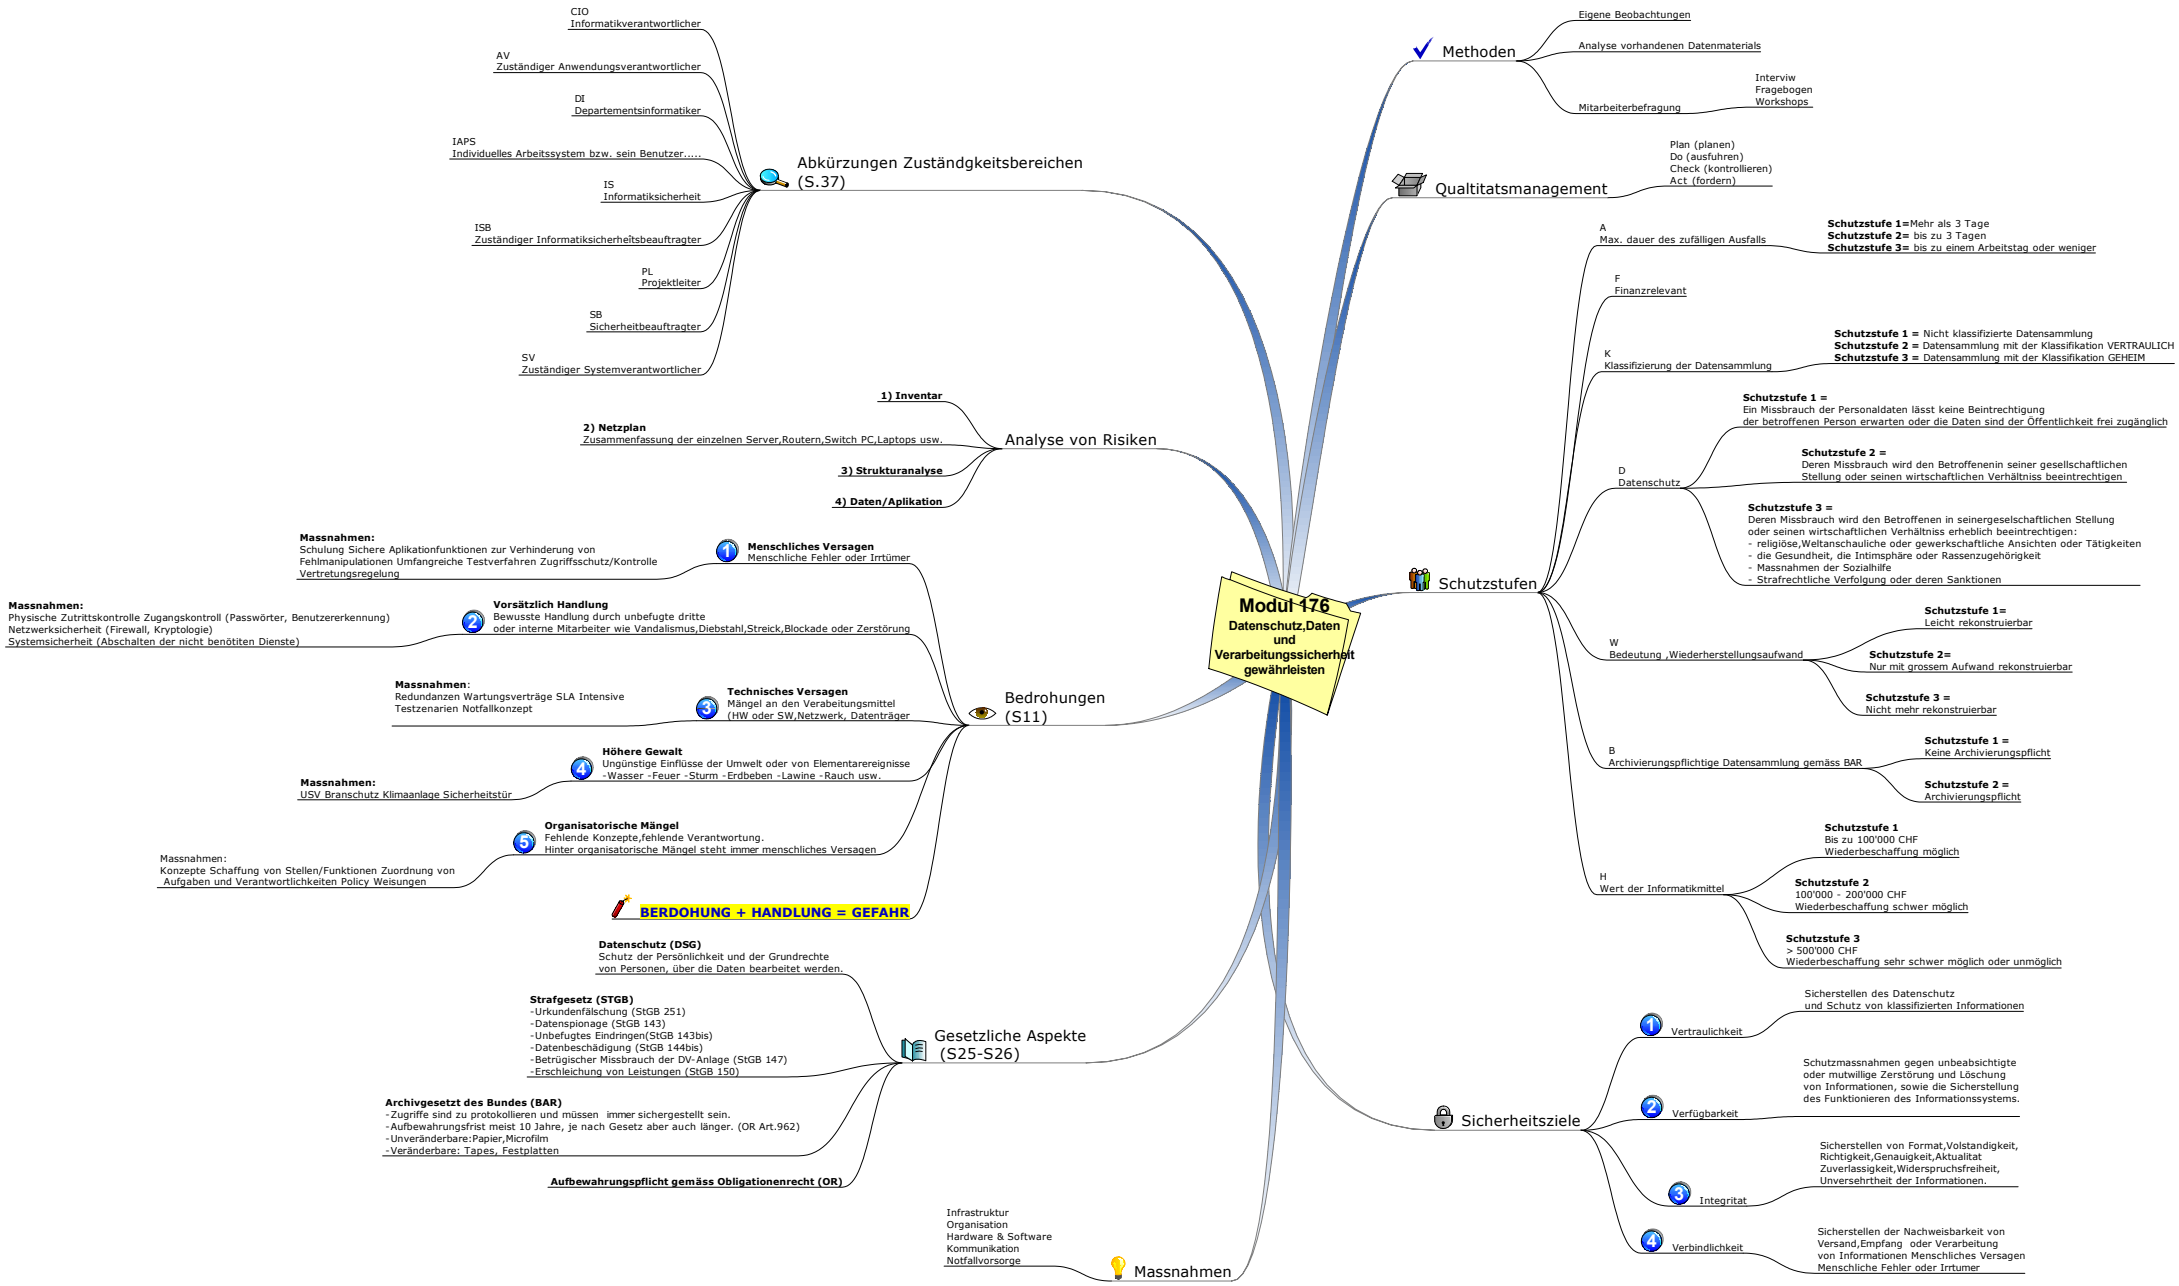 Modul 176
Datenschutz,Daten
und
Verarbeitungssicherheit
gewährleisten
Methoden
Eigene Beobachtungen
Analyse vorhandenen Datenmaterials
Mitarbeiterbefragung
Interviw
Fragebogen
Workshops
Qualtitatsmanagement
Plan (planen)
Do (ausfuhren)
Check (kontrollieren)
Act (fordern)
Schutzstufen
A
Max. dauer des zufälligen Ausfalls
Schutzstufe 1=Mehr als 3 Tage
Schutzstufe 2= bis zu 3 Tagen
Schutzstufe 3= bis zu einem Arbeitstag oder weniger
F
Finanzrelevant
K
Klassifizierung der Datensammlung
Schutzstufe 1 = Nicht klassifizierte Datensammlung
Schutzstufe 2 = Datensammlung mit der Klassifikation VERTRAULICH
Schutzstufe 3 = Datensammlung mit der Klassifikation GEHEIM
D
Datenschutz
Schutzstufe 1 =
Ein Missbrauch der Personaldaten lässt keine Beintrechtigung
der betroffenen Person erwarten oder die Daten sind der Öffentlichkeit frei zugänglich
Schutzstufe 2 =
Deren Missbrauch wird den Betroffenenin seiner gesellschaftlichen
Stellung oder seinen wirtschaftlichen Verhältniss beeintrechtigen
Schutzstufe 3 =
Deren Missbrauch wird den Betroffenen in seinergeselschaftlichen Stellung
oder seinen wirtschaftlichen Verhältniss erheblich beeintrechtigen:
- religiöse,Weltanschauliche oder gewerkschaftliche Ansichten oder Tätigkeiten
- die Gesundheit, die Intimsphäre oder Rassenzugehörigkeit
- Massnahmen der Sozialhilfe
- Strafrechtliche Verfolgung oder deren Sanktionen
W
Bedeutung ,Wiederherstellungsaufwand
Schutzstufe 1=
Leicht rekonstruierbar
Schutzstufe 2=
Nur mit grossem Aufwand rekonstruierbar
Schutzstufe 3 =
Nicht mehr rekonstruierbar
B
Archivierungspflichtige Datensammlung gemäss BAR
Schutzstufe 1 =
Keine Archivierungspflicht
Schutzstufe 2 =
Archivierungspflicht
H
Wert der Informatikmittel
Schutzstufe 1
Bis zu 100'000 CHF
Wiederbeschaffung möglich
Schutzstufe 2
100'000 - 200'000 CHF
Wiederbeschaffung schwer möglich
Schutzstufe 3
> 500'000 CHF
Wiederbeschaffung sehr schwer möglich oder unmöglich
Sicherheitsziele
1 Vertraulichkeit
Sicherstellen des Datenschutz
und Schutz von klassifizierten Informationen
2 Verfügbarkeit
Schutzmassnahmen gegen unbeabsichtigte
oder mutwillige Zerstörung und Löschung
von Informationen, sowie die Sicherstellung
des Funktionieren des Informationssystems.
3 Integritat
Sicherstellen von Format,Volstandigkeit,
Richtigkeit,Genauigkeit,Aktualitat
Zuverlassigkeit,Widerspruchsfreiheit,
Unversehrtheit der Informationen.
4 Verbindlichkeit
Sicherstellen der Nachweisbarkeit von
Versand,Empfang oder Verarbeitung
von Informationen Menschliches Versagen
Menschliche Fehler oder Irrtumer
Abkürzungen Zuständgkeitsbereichen
(S.37)
CIO
Informatikverantwortlicher
AV
Zuständiger Anwendungsverantwortlicher
DI
Departementsinformatiker
IAPS
Individuelles Arbeitssystem bzw. sein Benutzer.....
IS
Informatiksicherheit
ISB
Zuständiger Informatiksicherheitsbeauftragter
PL
Projektleiter
SB
Sicherheitbeauftragter
SV
Zuständiger Systemverantwortlicher
Analyse von Risiken
1) Inventar
2) Netzplan
Zusammenfassung der einzelnen Server,Routern,Switch PC,Laptops usw.
3) Strukturanalyse
4) Daten/Aplikation
Bedrohungen
(S11)
1 Menschliches Versagen
Menschliche Fehler oder Irrtümer
Massnahmen:
Schulung Sichere Aplikationfunktionen zur Verhinderung von
Fehlmanipulationen Umfangreiche Testverfahren Zugriffsschutz/Kontrolle
Vertretungsregelung
2 Vorsätzlich Handlung
Bewusste Handlung durch unbefugte dritte
oder interne Mitarbeiter wie Vandalismus,Diebstahl,Streick,Blockade oder Zerstörung
Massnahmen:
Physische Zutrittskontrolle Zugangskontroll (Passwörter, Benutzererkennung)
Netzwerksicherheit (Firewall, Kryptologie)
Systemsicherheit (Abschalten der nicht benötiten Dienste)
3 Technisches Versagen
Mängel an den Verabeitungsmittel
(HW oder SW,Netzwerk, Datenträger
Massnahmen:
Redundanzen Wartungsverträge SLA Intensive
Testzenarien Notfallkonzept
4 Höhere Gewalt
Ungünstige Einflüsse der Umwelt oder von Elementarereignisse
-Wasser -Feuer -Sturm -Erdbeben -Lawine -Rauch usw.
Massnahmen:
USV Branschutz Klimaanlage Sicherheitstür
5 Organisatorische Mängel
Fehlende Konzepte,fehlende Verantwortung.
Hinter organisatorische Mängel steht immer menschliches Versagen
Massnahmen:
Konzepte Schaffung von Stellen/Funktionen Zuordnung von
Aufgaben und Verantwortlichkeiten Policy Weisungen
BERDOHUNG + HANDLUNG = GEFAHR
Gesetzliche Aspekte
(S25-S26)
Datenschutz (DSG)
Schutz der Persönlichkeit und der Grundrechte
von Personen, über die Daten bearbeitet werden.
Strafgesetz (STGB)
-Urkundenfälschung (StGB 251)
-Datenspionage (StGB 143)
-Unbefugtes Eindringen(StGB 143bis)
-Datenbeschädigung (StGB 144bis)
-Betrügischer Missbrauch der DV-Anlage (StGB 147)
-Erschleichung von Leistungen (StGB 150)
Archivgesetzt des Bundes (BAR)
-Zugriffe sind zu protokollieren und müssen immer sichergestellt sein.
-Aufbewahrungsfrist meist 10 Jahre, je nach Gesetz aber auch länger. (OR Art.962)
-Unveränderbare:Papier,Microfilm
-Veränderbare: Tapes, Festplatten
Aufbewahrungspflicht gemäss Obligationenrecht (OR)
Massnahmen
Infrastruktur
Organisation
Hardware & Software
Kommunikation
Notfallvorsorge